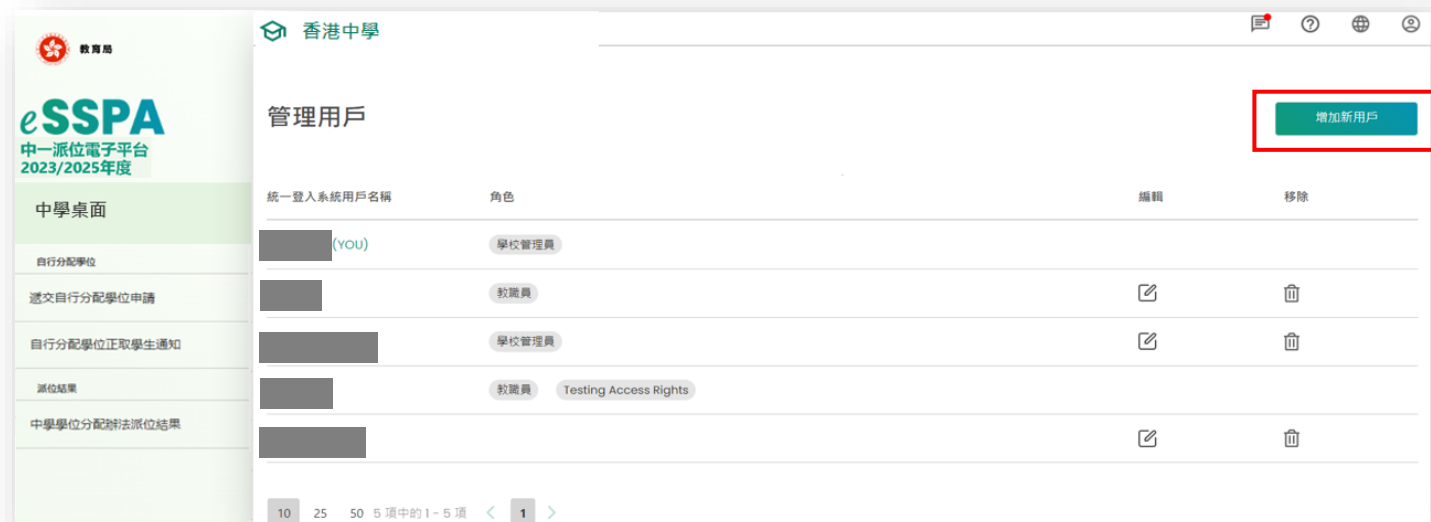 教育局
eSSPA
中一派位電子平台
2023/2025年度
中學桌面
自行分配學位
遞交自行分配學位申請
自行分配學位正取學生通知
派位結果
中學學位分配辦法派位結果
香港中學
管理用戶
增加新用戶
統一登入系統用戶名稱 角色 編輯 移除
(YOU) 學校管理員
教職員
學校管理員
教職員 Testing Access Rights
10 25 50 5 項中的 1 - 5 項 < 1 >